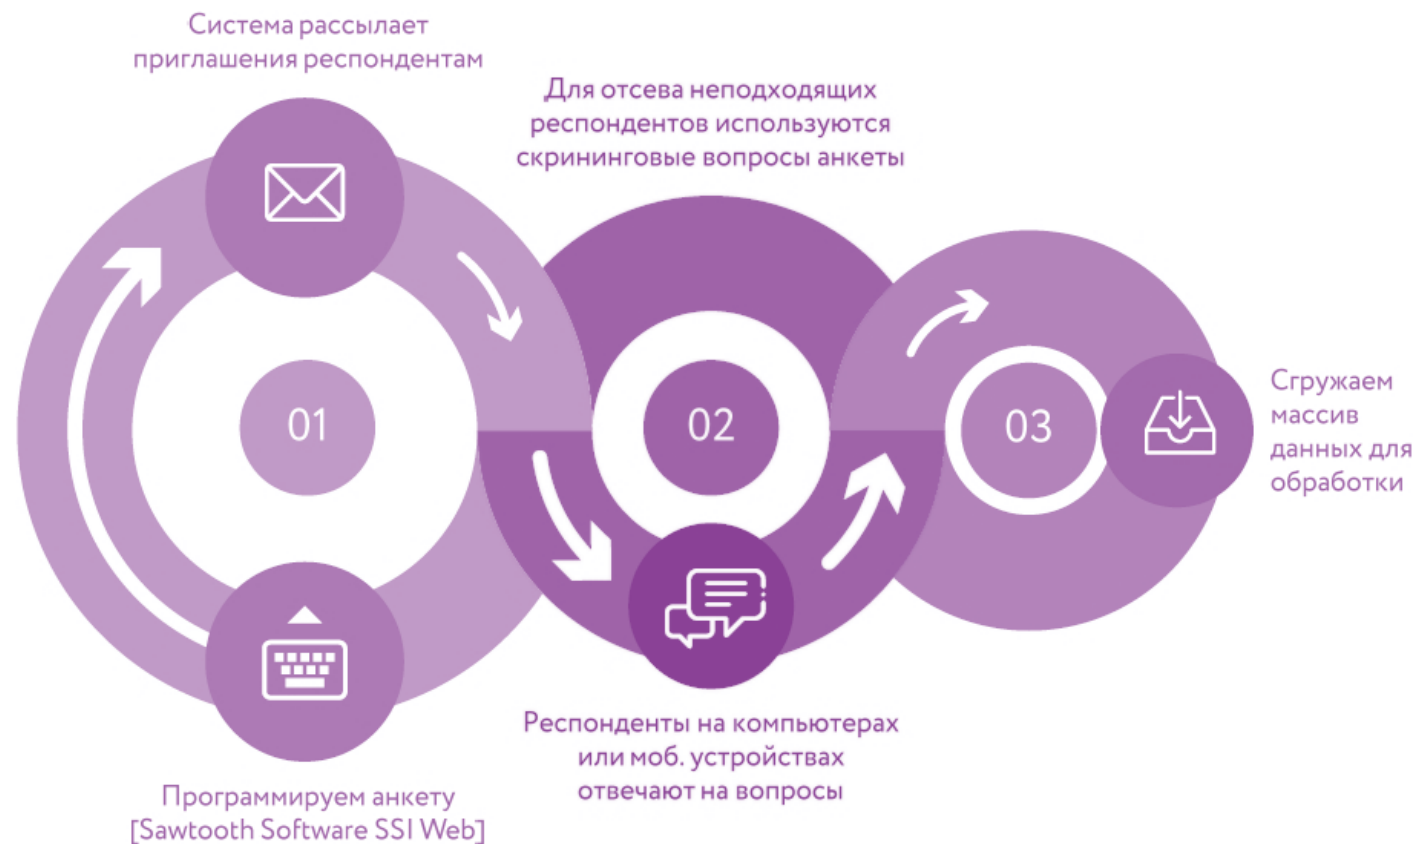 Система рассылает
приглашения респондентам
Для отсева неподходящих
респондентов используются
скрининговые вопросы анкеты
01
02
03
Сгружаем
массив
данных для
обработки
Респонденты на компьютерах
или моб. устройствах
отвечают на вопросы
Программируем анкету
[Sawtooth Software SSI Web]